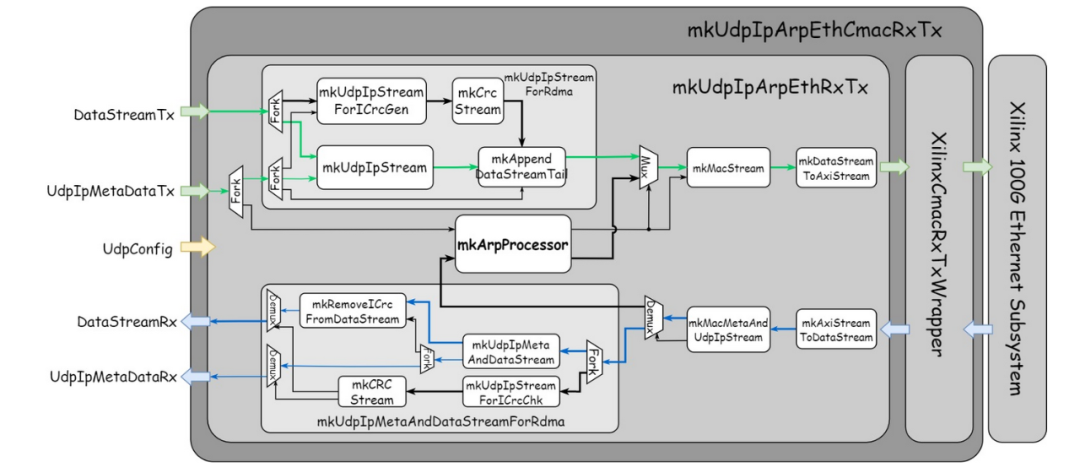 mkUdpIpArpEthCmacRxTx
mkUdpIpArpEthRxTx
mkUdpIpStream
ForRdma
DataStreamTx
Fork
mkUdpIpStream
ForICrcGen
mkCrc
Stream
UdpIpMetaDataTx
Fork
Fork
mkUdpIpStream
mkAppend
DataStreamTail
Mux
mkMacStream
mkDataStream
ToAxiStream
UdpConfig
mkArpProcessor
XilinxCmacRxTxWrapper
Xilinx 100G Ethernet Subsystem
DataStreamRx
Demux
mkRemoveICrc
FromDataStream
Demux
mkMacMetaAnd
UdpIpStream
mkAxiStream
ToDataStream
mkUdpIpMeta
AndDataStream
Fork
Fork
UdpIpMetaDataRx
Demux
mkCRC
Stream
mkUdpIpStream
ForICrcChk
mkUdpIpMetaAndDataStreamForRdma